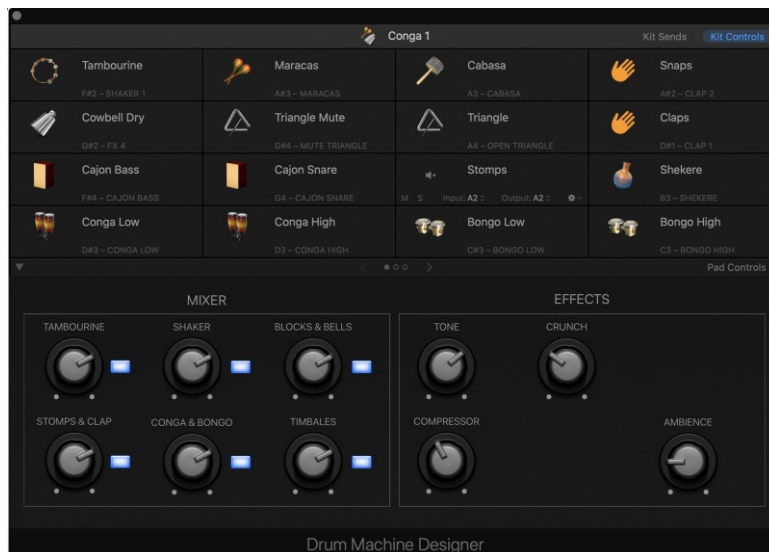 Conga 1
Kit Sends
Kit Controls
Tambourine
F#2 – SHAKER 1
Maracas
A#3 – MARACAS
Cabasa
A3 – CABASA
Snaps
A#2 – CLAP 2
Cowbell Dry
G#2 – FX 4
Triangle Mute
G#4 – MUTE TRIANGLE
Triangle
A4 – OPEN TRIANGLE
Claps
D#1 – CLAP 1
Cajon Bass
F#4 – CAJON BASS
Cajon Snare
G4 – CAJON SNARE
Stomps
M S Input: A2 Output: A2
Shekere
B3 – SHEKERE
Conga Low
D#3 – CONGA LOW
Conga High
D3 – CONGA HIGH
Bongo Low
C#3 – BONGO LOW
Bongo High
C3 – BONGO HIGH
Pad Controls
MIXER
TAMBOURINE
SHAKER
BLOCKS & BELLS
STOMPS & CLAP
CONGA & BONGO
TIMBALES
EFFECTS
TONE
CRUNCH
COMPRESSOR
AMBIENCE
Drum Machine Designer